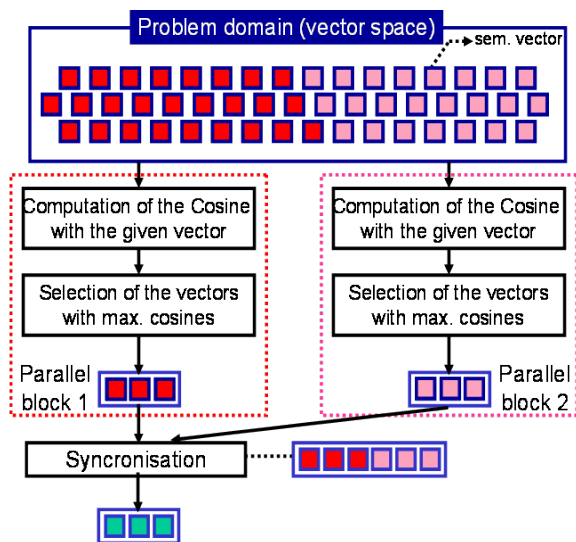 Problem domain (vector space)
sem. vector
Computation of the Cosine
with the given vector
Computation of the Cosine
with the given vector
Selection of the vectors
with max. cosines
Selection of the vectors
with max. cosines
Parallel
block 1
Parallel
block 2
Syncronisation